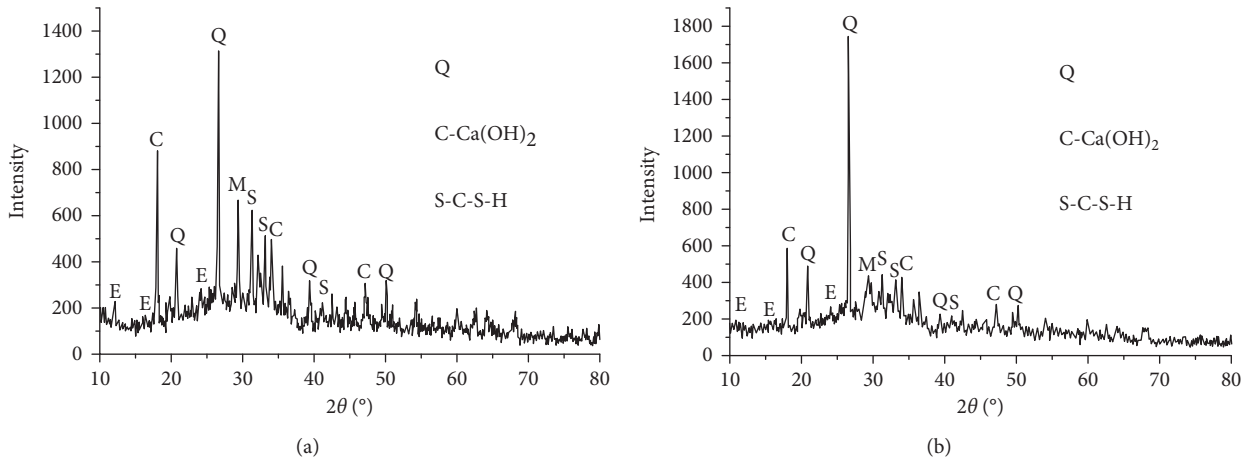 1400
1200
1000
800
600
400
200
0
Intensity
10 20 30 40 50 60 70 80
2θ (°)
E
E
C
Q
E
Q
M
S
S
C
Q
S
C
Q
Q
C-Ca(OH)2
S-C-S-H
(a)
1800
1600
1400
1200
1000
800
600
400
200
0
Intensity
10 20 30 40 50 60 70 80
2θ (°)
E
E
C
Q
E
Q
M
S
S
C
Q
S
C
Q
Q
C-Ca(OH)2
S-C-S-H
(b)